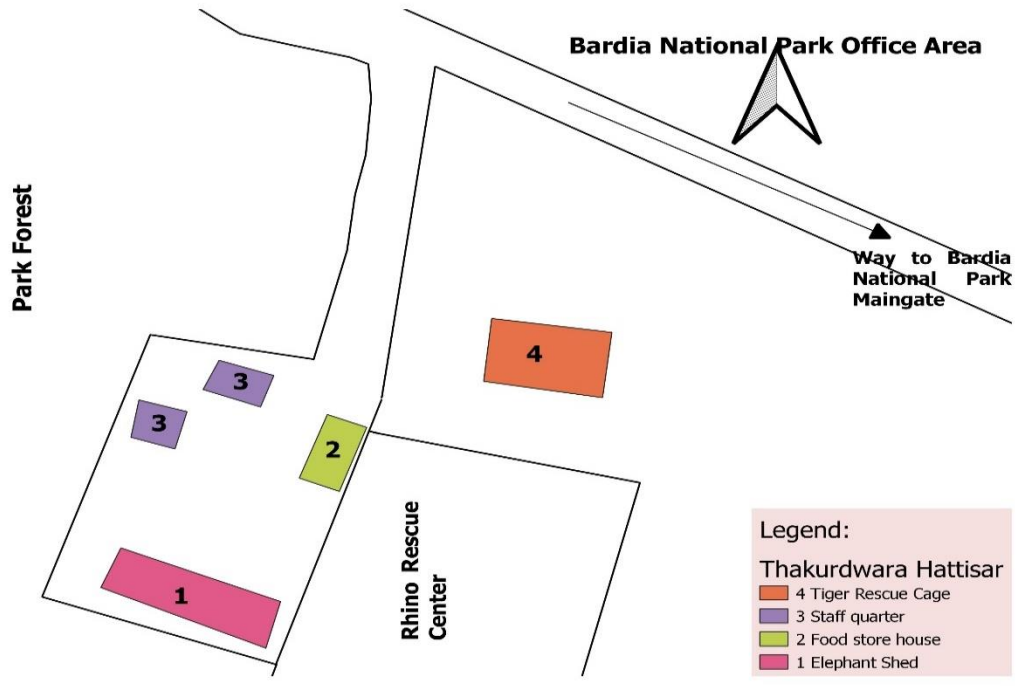 Bardia National Park Office Area
Park Forest
Way to Bardia
National Park
Maingate
4
3
3
2
1
Rhino Rescue
Center
Legend:
Thakurdwara Hattisar
4 Tiger Rescue Cage
3 Staff quarter
2 Food store house
1 Elephant Shed